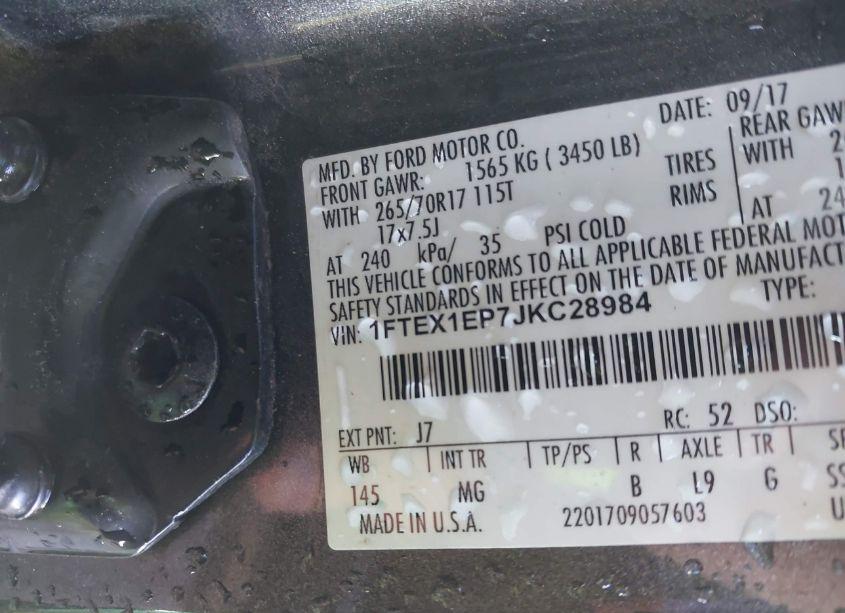 DATE: 09/17
MFD. BY FORD MOTOR CO.
FRONT GAWR: 1565 KG ( 3450 LB) REAR GAW
WITH 265/70R17 115T TIRES WITH
17x7.5J RIMS
AT 240 kPa/ 35 PSI COLD AT 24
THIS VEHICLE CONFORMS TO ALL APPLICABLE FEDERAL MOT
SAFETY STANDARDS IN EFFECT ON THE DATE OF MANUFACT
VIN: 1FTEX1EP7JKC28984 TYPE:
EXT PNT: J7 RC: 52 DSO:
WB INT TR TP/PS R AXLE TR SP
145 MG B L9 G SS
MADE IN U.S.A. 2201709057603 U